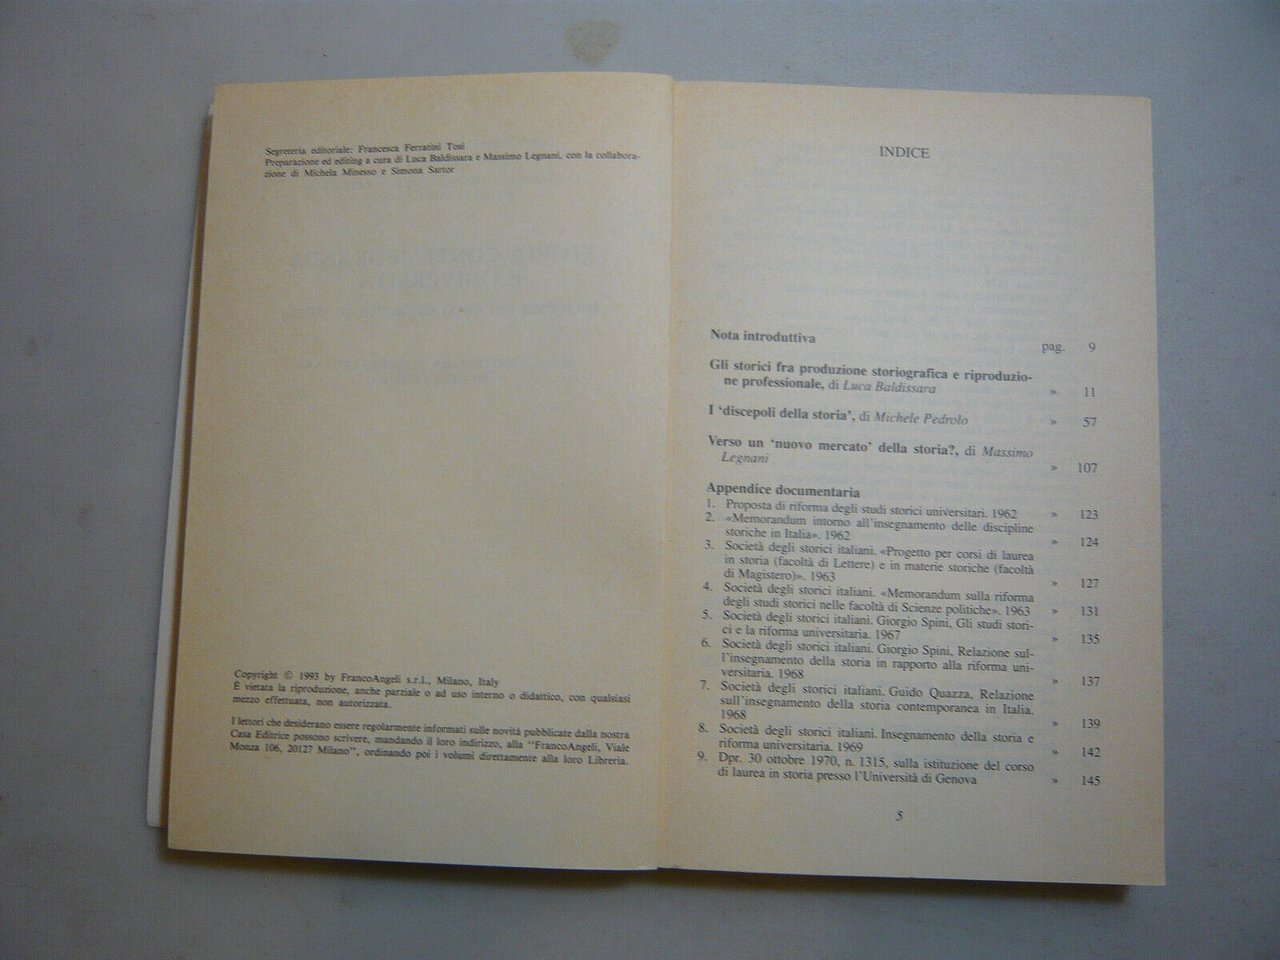 Segreteria editoriale: Francesca Ferratini Tosi
Preparazione ed editing a cura di Luca Baldissara e Massimo Legnani, con la collabora-
zione di Michela Minesso e Simona Sartor
Copyright © 1993 by FrancoAngeli s.r.l., Milano, Italy
È vietata la riproduzione, anche parziale o ad uso interno o didattico, con qualsiasi
mezzo effettuata, non autorizzata.
I lettori che desiderano essere regolarmente informati sulle novità pubblicate dalla nostra
Casa Editrice possono scrivere, mandando il loro indirizzo, alla "FrancoAngeli, Viale
Monza 106, 20127 Milano", ordinando poi i volumi direttamente alla loro Libreria.
INDICE
Nota introduttiva pag. 9
Gli storici fra produzione storiografica e riproduzio-
ne professionale, di Luca Baldissara » 11
I ‘discepoli della storia’, di Michele Pedrolo » 57
Verso un ‘nuovo mercato’ della storia?, di Massimo
Legnani » 107
Appendice documentaria
1. Proposta di riforma degli studi storici universitari. 1962 » 123
2. «Memorandum intorno all'insegnamento delle discipline
storiche in Italia». 1962 » 124
3. Società degli storici italiani. «Progetto per corsi di laurea
in storia (facoltà di Lettere) e in materie storiche (facoltà
di Magistero)». 1963 » 127
4. Società degli storici italiani. «Memorandum sulla riforma
degli studi storici nelle facoltà di Scienze politiche». 1963 » 131
5. Società degli storici italiani. Giorgio Spini, Gli studi stori-
ci e la riforma universitaria. 1967 » 135
6. Società degli storici italiani. Giorgio Spini, Relazione sul-
l'insegnamento della storia in rapporto alla riforma uni-
versitaria. 1968 » 137
7. Società degli storici italiani. Guido Quazza, Relazione
sull'insegnamento della storia contemporanea in Italia.
1968 » 139
8. Società degli storici italiani. Insegnamento della storia e
riforma universitaria. 1969 » 142
9. Dpr. 30 ottobre 1970, n. 1315, sulla istituzione del corso
di laurea in storia presso l'Università di Genova » 145
5